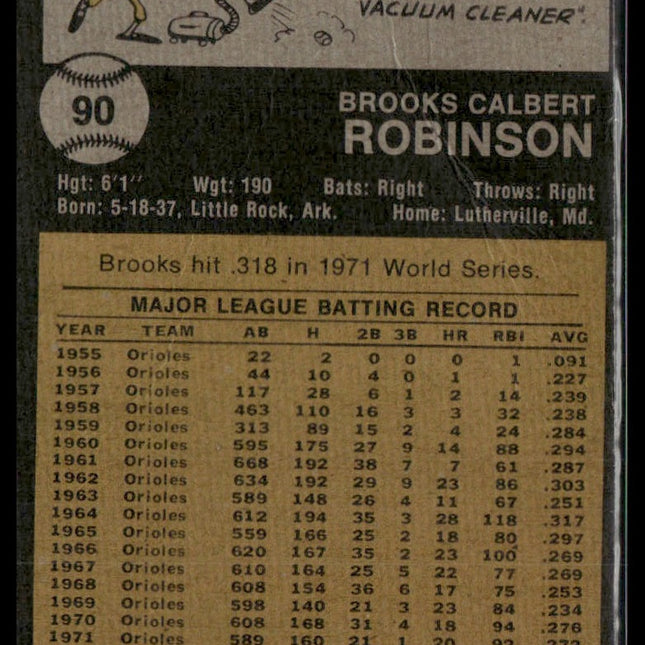 VACUUM CLEANER".
90
BROOKS CALBERT
ROBINSON
Hgt: 6'1" Wgt: 190 Bats: Right Throws: Right
Born: 5-18-37, Little Rock, Ark. Home: Lutherville, Md.
Brooks hit .318 in 1971 World Series.
MAJOR LEAGUE BATTING RECORD
YEAR TEAM AB H 2B 3B HR RBI AVG
1955 Orioles 22 2 0 0 0 1 .091
1956 Orioles 44 10 4 0 1 1 .227
1957 Orioles 117 28 6 1 2 14 .239
1958 Orioles 463 110 16 3 3 32 .238
1959 Orioles 313 89 15 2 4 24 .284
1960 Orioles 595 175 27 9 14 88 .294
1961 Orioles 668 192 38 7 7 61 .287
1962 Orioles 634 192 29 9 23 86 .303
1963 Orioles 589 148 26 4 11 67 .251
1964 Orioles 612 194 35 3 28 118 .317
1965 Orioles 559 166 25 2 18 80 .297
1966 Orioles 620 167 35 2 23 100 .269
1967 Orioles 610 164 25 5 22 77 .269
1968 Orioles 608 154 36 6 17 75 .253
1969 Orioles 598 140 21 3 23 84 .234
1970 Orioles 608 168 31 4 18 94 .276
1971 Orioles 589 160 21 1 20 92 .272